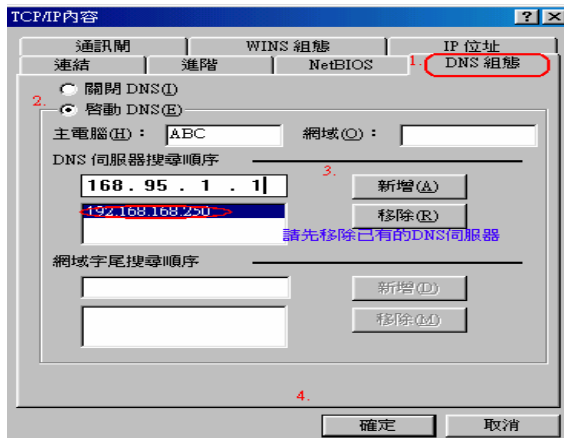 TCP/IP內容
通訊閘 WINS 組態 IP 位址
連結 進階 NetBIOS 1. DNS 組態
關閉 DNS(I)
2. 啓動 DNS(E)
主電腦(H)： ABC 網域(O)：
DNS 伺服器搜尋順序
3.
168 . 95 . 1 . 1 新增(A)
192.168.168.250 移除(R)
請先移除已有的DNS伺服器
網域字尾搜尋順序
新增(D)
移除(M)
4.
確定 取消